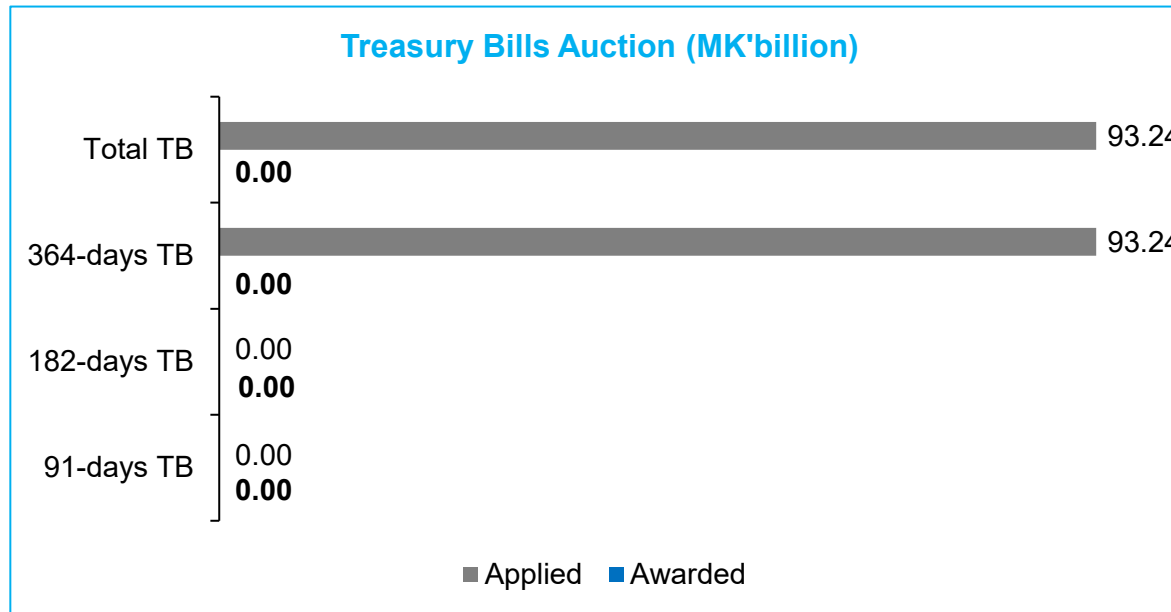 Treasury Bills Auction (MK'billion)
Total TB
93.24
0.00
364-days TB
93.24
0.00
182-days TB
0.00
0.00
91-days TB
0.00
0.00
Applied Awarded